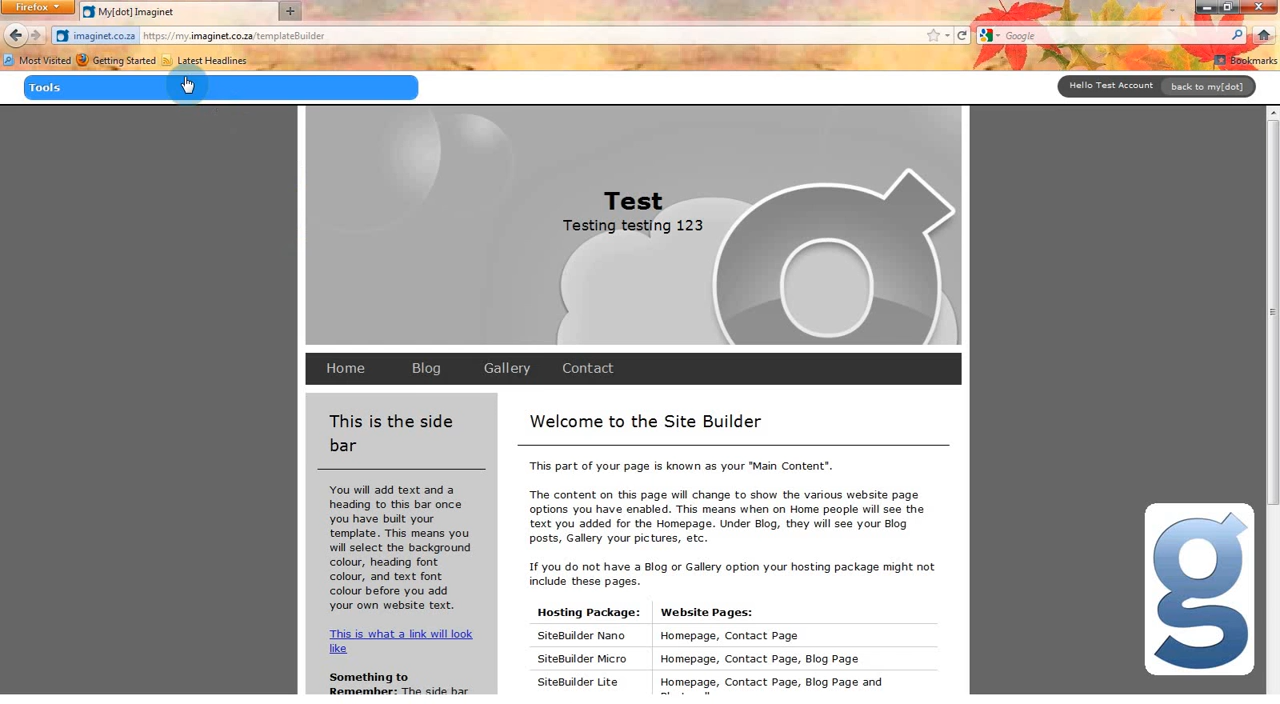 Firefox
My[dot] Imaginet
imaginet.co.za
https://my.imaginet.co.za/templateBuilder
Google
Most Visited
Getting Started
Latest Headlines
Bookmarks
Tools
Hello Test Account
back to my[dot]
Test
Testing testing 123
Home
Blog
Gallery
Contact
This is the side
bar
You will add text and a
heading to this bar once
you have built your
template. This means you
will select the background
colour, heading font
colour, and text font
colour before you add
your own website text.
This is what a link will look
like
Something to
Remember: The side bar
Welcome to the Site Builder
This part of your page is known as your "Main Content".
The content on this page will change to show the various website page
options you have enabled. This means when on Home people will see the
text you added for the Homepage. Under Blog, they will see your Blog
posts, Gallery your pictures, etc.
If you do not have a Blog or Gallery option your hosting package might not
include these pages.
Hosting Package: Website Pages:
SiteBuilder Nano Homepage, Contact Page
SiteBuilder Micro Homepage, Contact Page, Blog Page
SiteBuilder Lite Homepage, Contact Page, Blog Page and
g